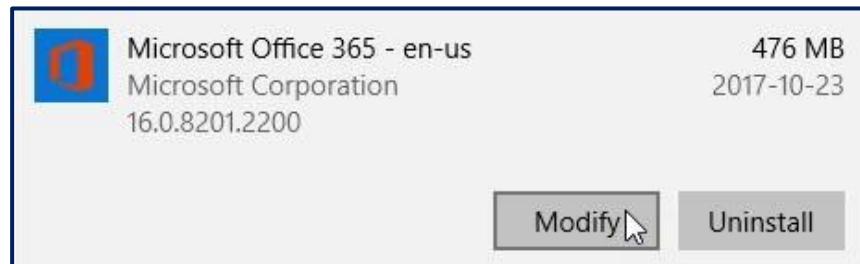 Microsoft Office 365 - en-us 476 MB
Microsoft Corporation 2017-10-23
16.0.8201.2200
Modify Uninstall